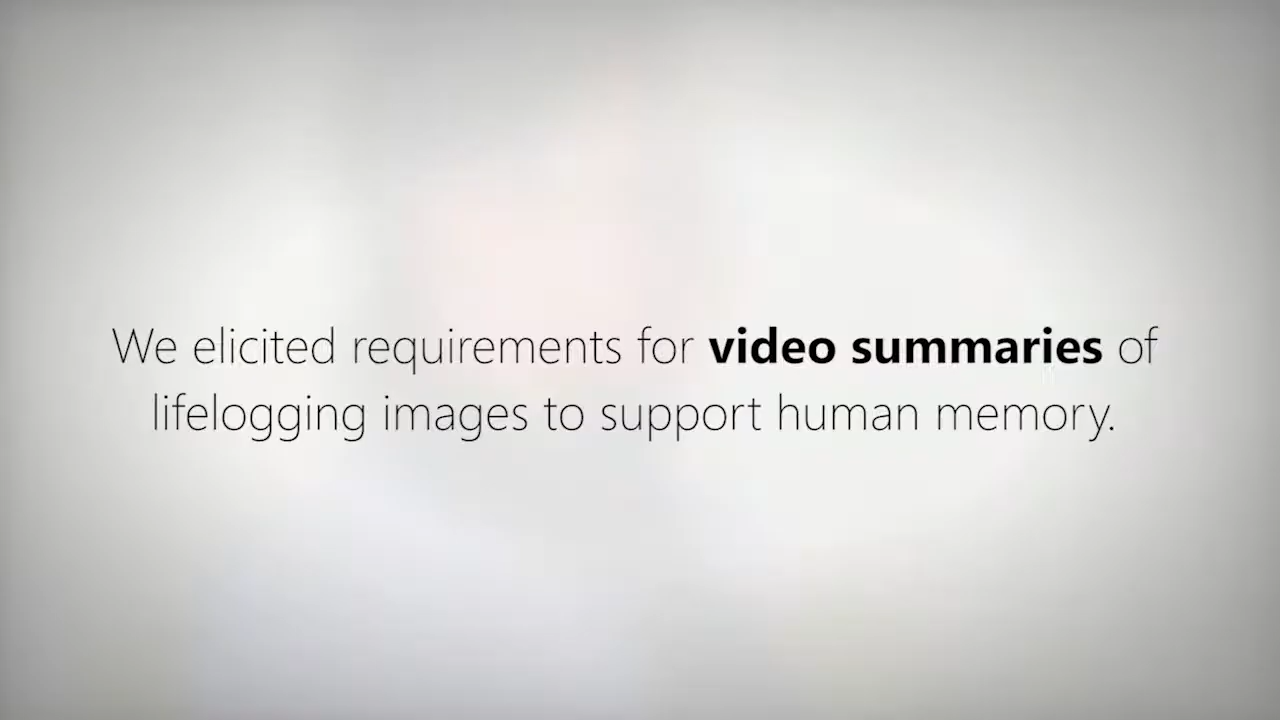 We elicited requirements for video summaries of
lifelogging images to support human memory.